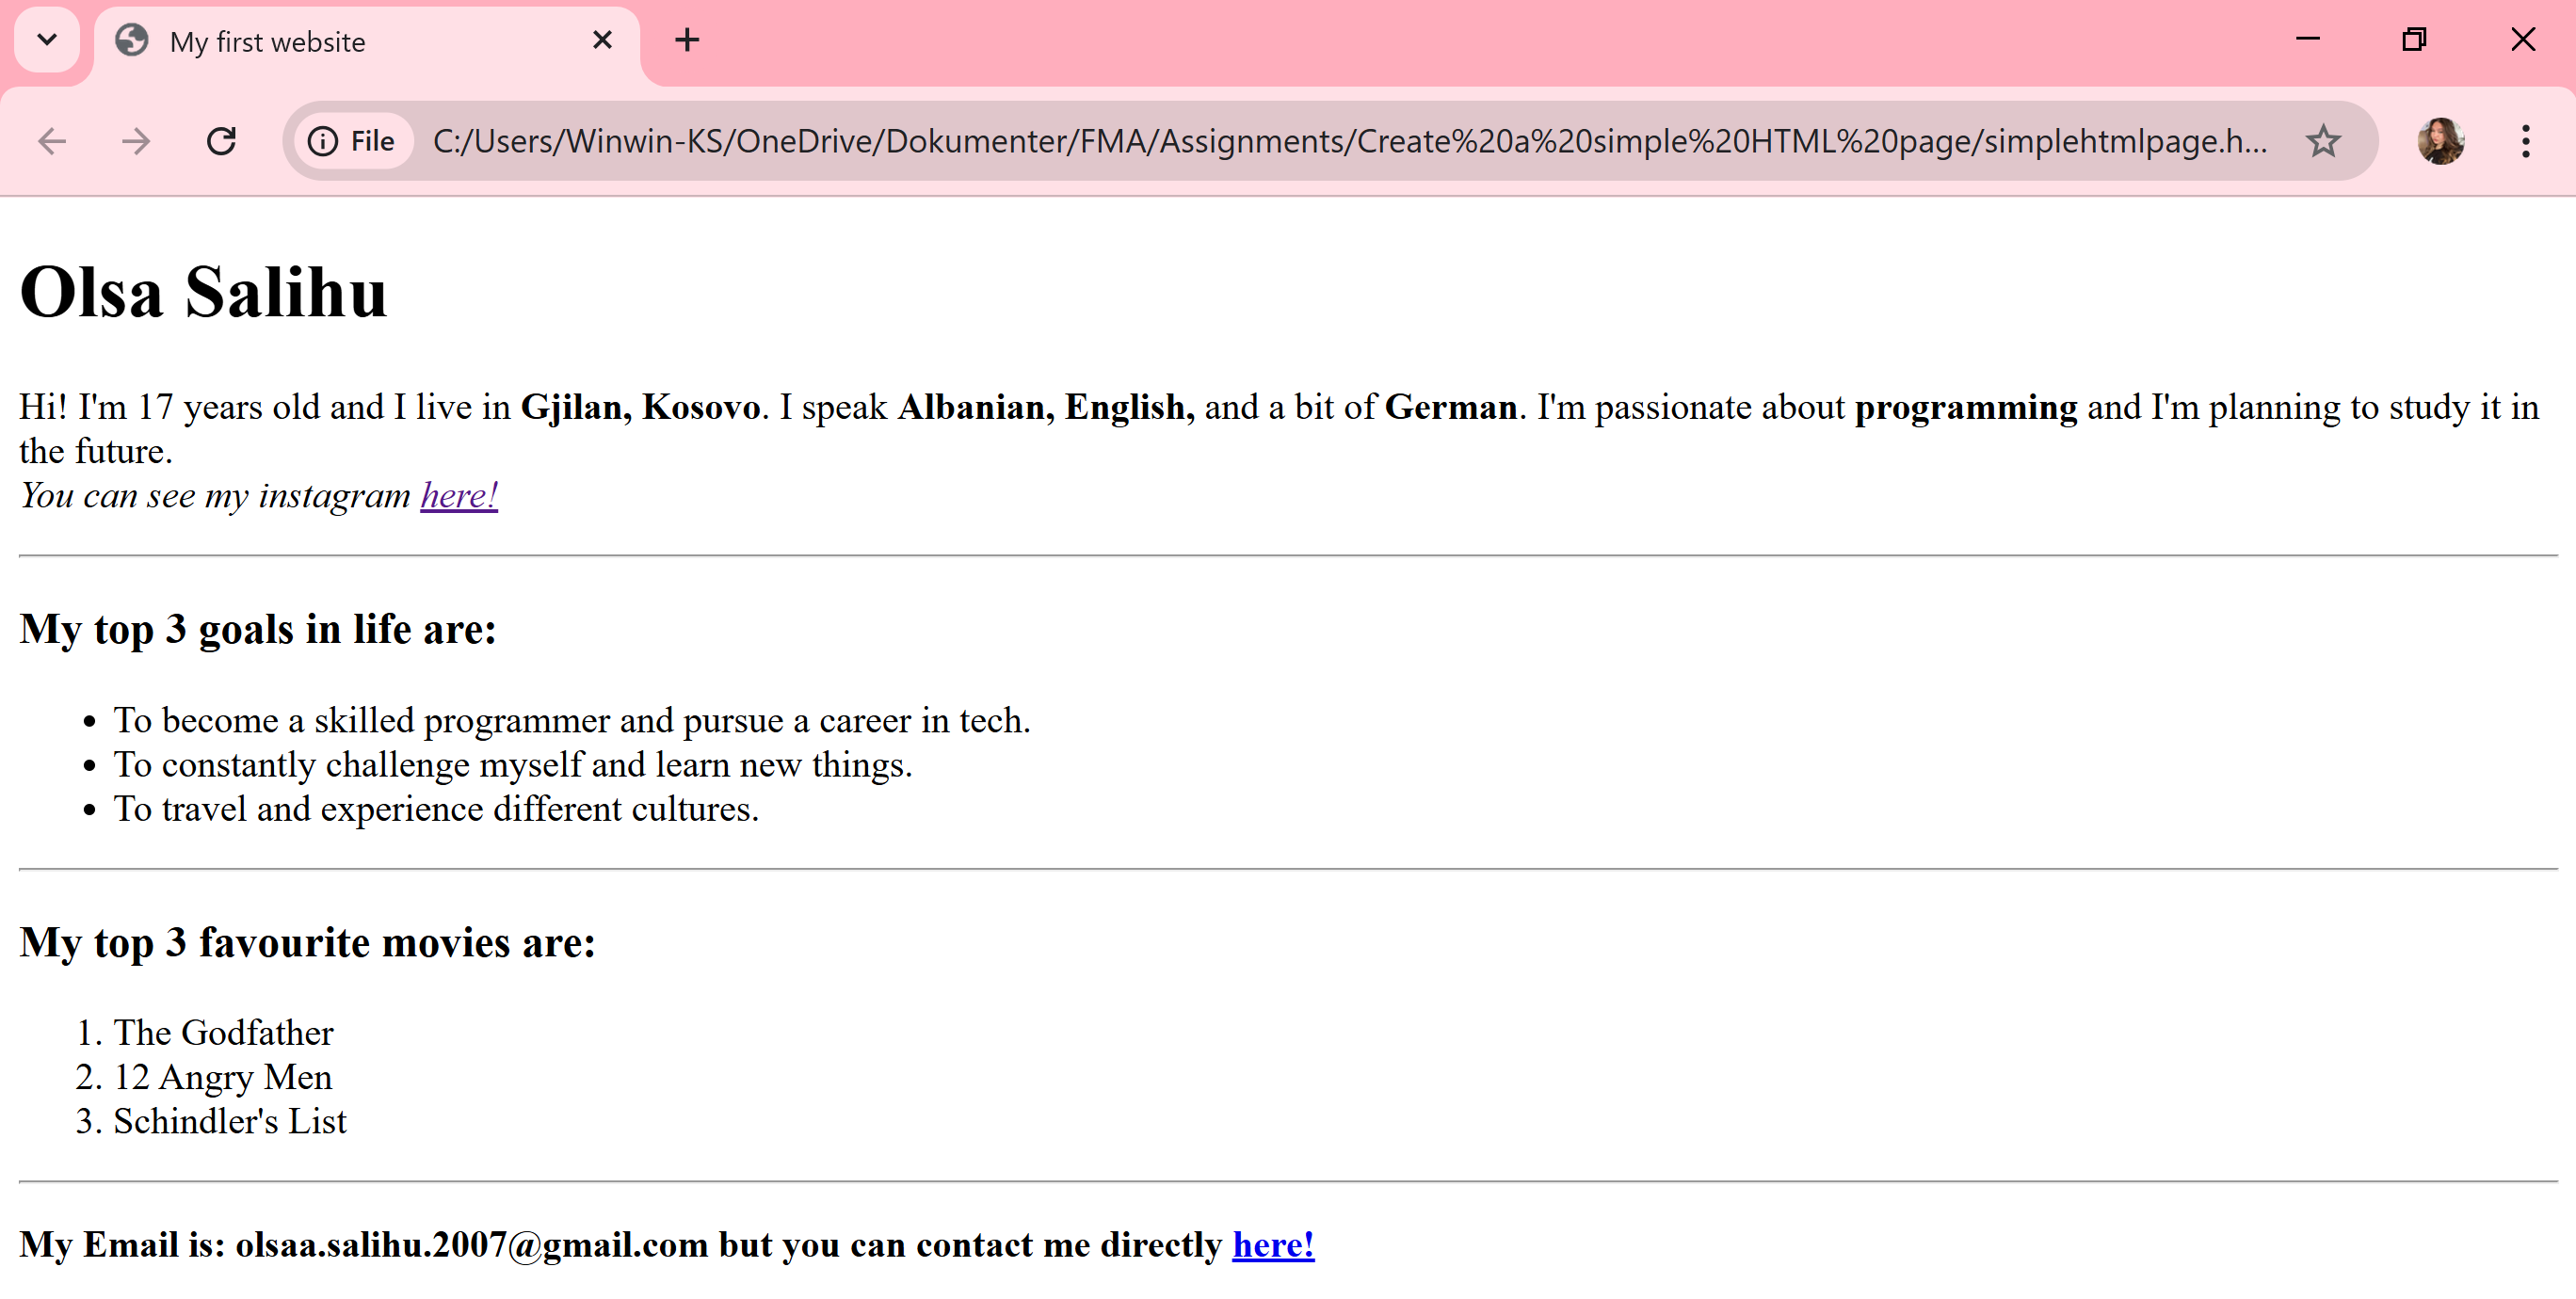 My first website
File C:/Users/Winwin-KS/OneDrive/Dokumenter/FMA/Assignments/Create%20a%20simple%20HTML%20page/simplehtmlpage.h...
Olsa Salihu
Hi! I'm 17 years old and I live in Gjilan, Kosovo. I speak Albanian, English, and a bit of German. I'm passionate about programming and I'm planning to study it in
the future.
You can see my instagram here!
My top 3 goals in life are:
• To become a skilled programmer and pursue a career in tech.
• To constantly challenge myself and learn new things.
• To travel and experience different cultures.
My top 3 favourite movies are:
1. The Godfather
2. 12 Angry Men
3. Schindler's List
My Email is: olsaa.salihu.2007@gmail.com but you can contact me directly here!